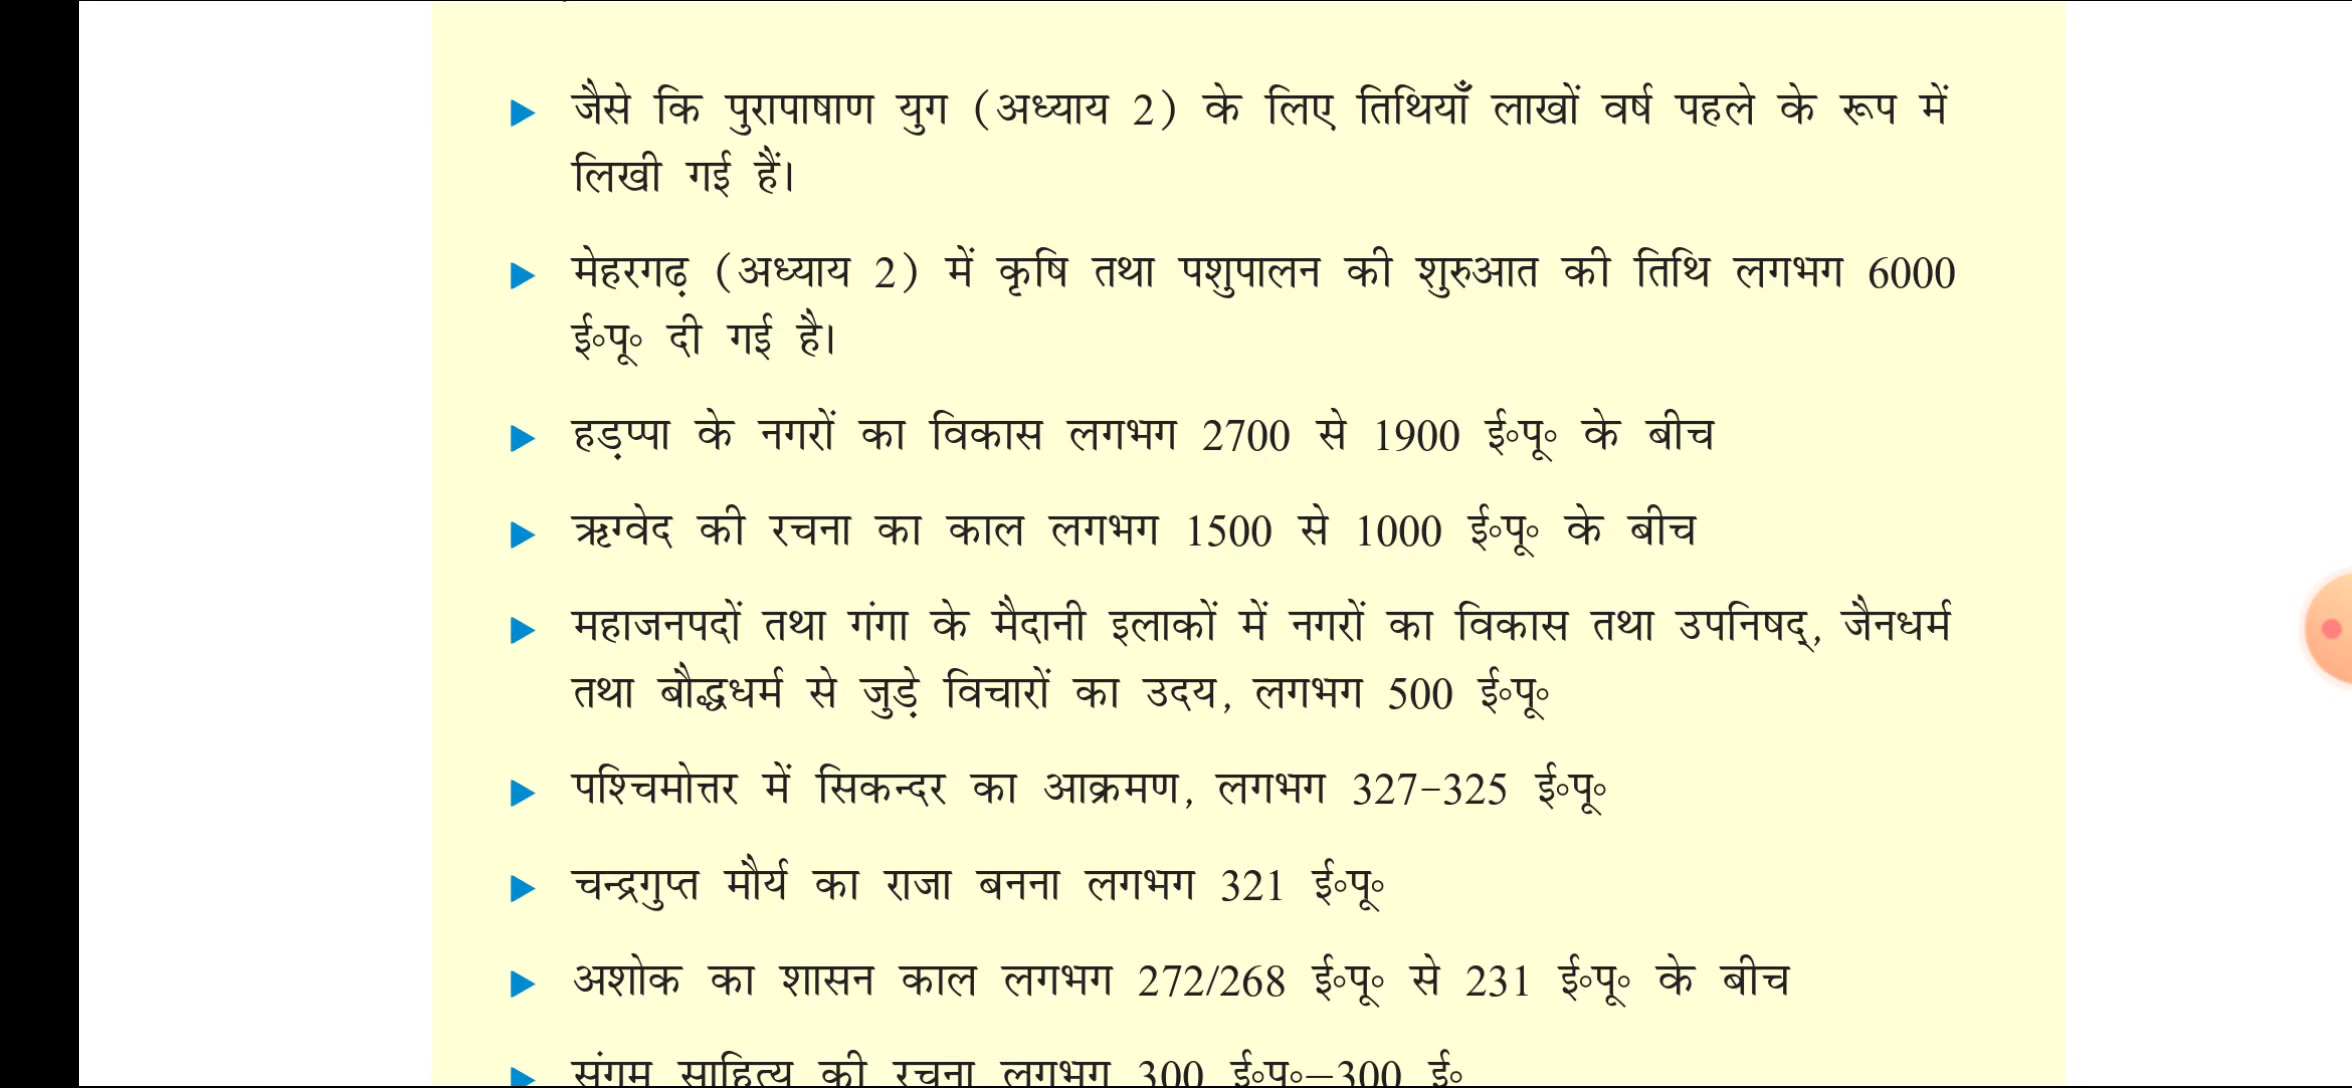 ▶ जैसे कि पुरापाषाण युग (अध्याय 2) के लिए तिथियाँ लाखों वर्ष पहले के रूप में
लिखी गई हैं।
▶ मेहरगढ़ (अध्याय 2) में कृषि तथा पशुपालन की शुरुआत की तिथि लगभग 6000
ई॰पू॰ दी गई है।
▶ हड़प्पा के नगरों का विकास लगभग 2700 से 1900 ई॰पू॰ के बीच
▶ ऋग्वेद की रचना का काल लगभग 1500 से 1000 ई॰पू॰ के बीच
▶ महाजनपदों तथा गंगा के मैदानी इलाकों में नगरों का विकास तथा उपनिषद्, जैनधर्म
तथा बौद्धधर्म से जुड़े विचारों का उदय, लगभग 500 ई॰पू॰
▶ पश्चिमोत्तर में सिकन्दर का आक्रमण, लगभग 327-325 ई॰पू॰
▶ चन्द्रगुप्त मौर्य का राजा बनना लगभग 321 ई॰पू॰
▶ अशोक का शासन काल लगभग 272/268 ई॰पू॰ से 231 ई॰पू॰ के बीच
▶ संगम साहित्य की रचना लगभग 300 ई॰पू॰—300 ई॰